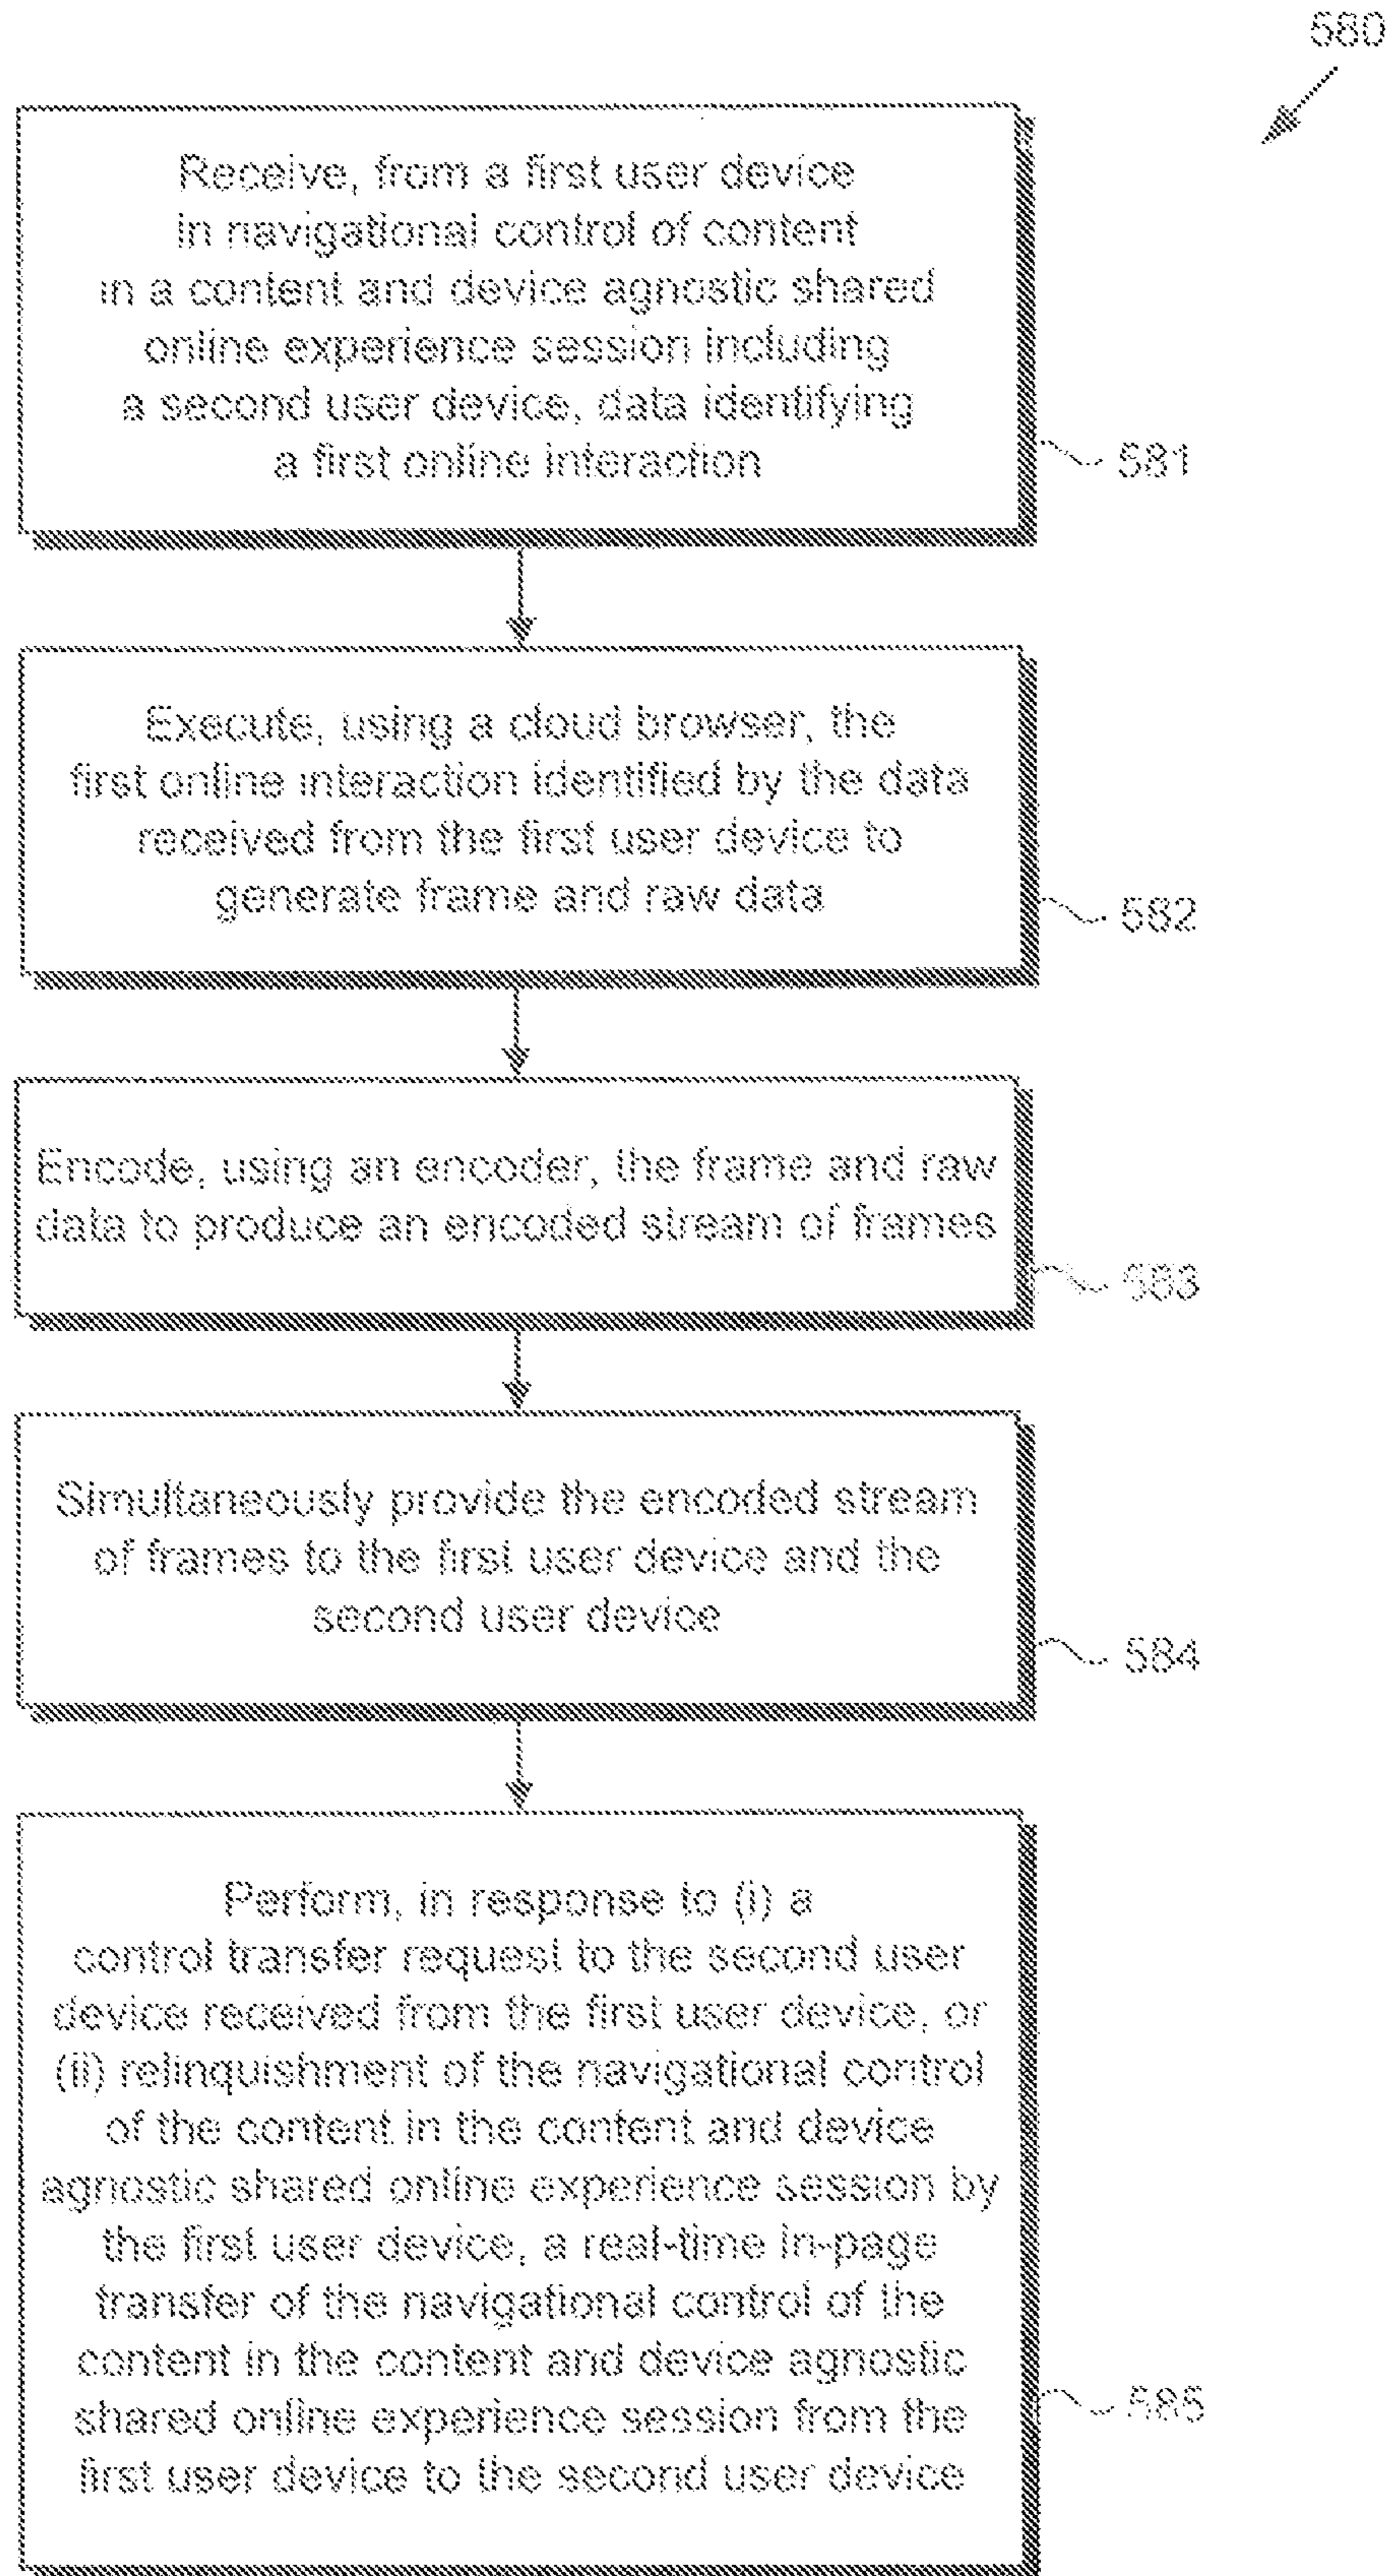 580
Receive, from a first user device
in navigational control of content
in a content and device agnostic shared
online experience session including
a second user device, data identifying
a first online interaction
581
Execute, using a cloud browser, the
first online interaction identified by the data
received from the first user device to
generate frame and raw data
582
Encode, using an encoder, the frame and raw
data to produce an encoded stream of frames
583
Simultaneously provide the encoded stream
of frames to the first user device and the
second user device
584
Perform, in response to (i) a
control transfer request to the second user
device received from the first user device, or
(ii) relinquishment of the navigational control
of the content in the content and device
agnostic shared online experience session by
the first user device, a real-time in-page
transfer of the navigational control of the
content in the content and device agnostic
shared online experience session from the
first user device to the second user device
585